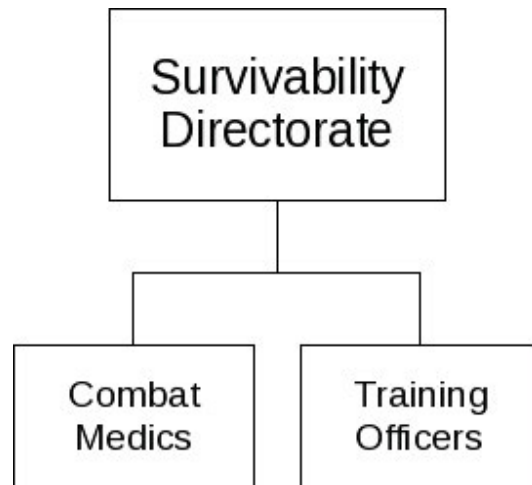 Survivability
Directorate
Combat
Medics
Training
Officers